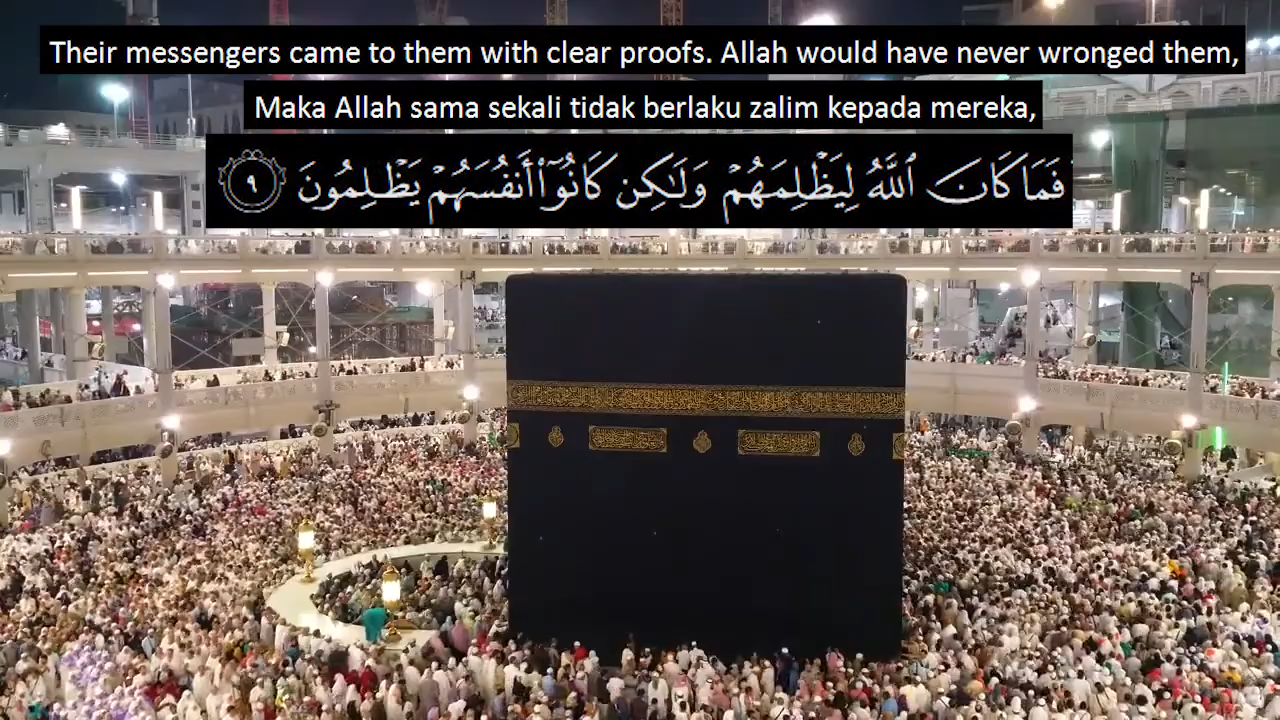 Their messengers came to them with clear proofs. Allah would have never wronged them,
Maka Allah sama sekali tidak berlaku zalim kepada mereka,
فَمَا كَانَ ٱللَّهُ لِيَظْلِمَهُمْ وَلَٰكِن كَانُوٓا۟ أَنفُسَهُمْ يَظْلِمُونَ ٩